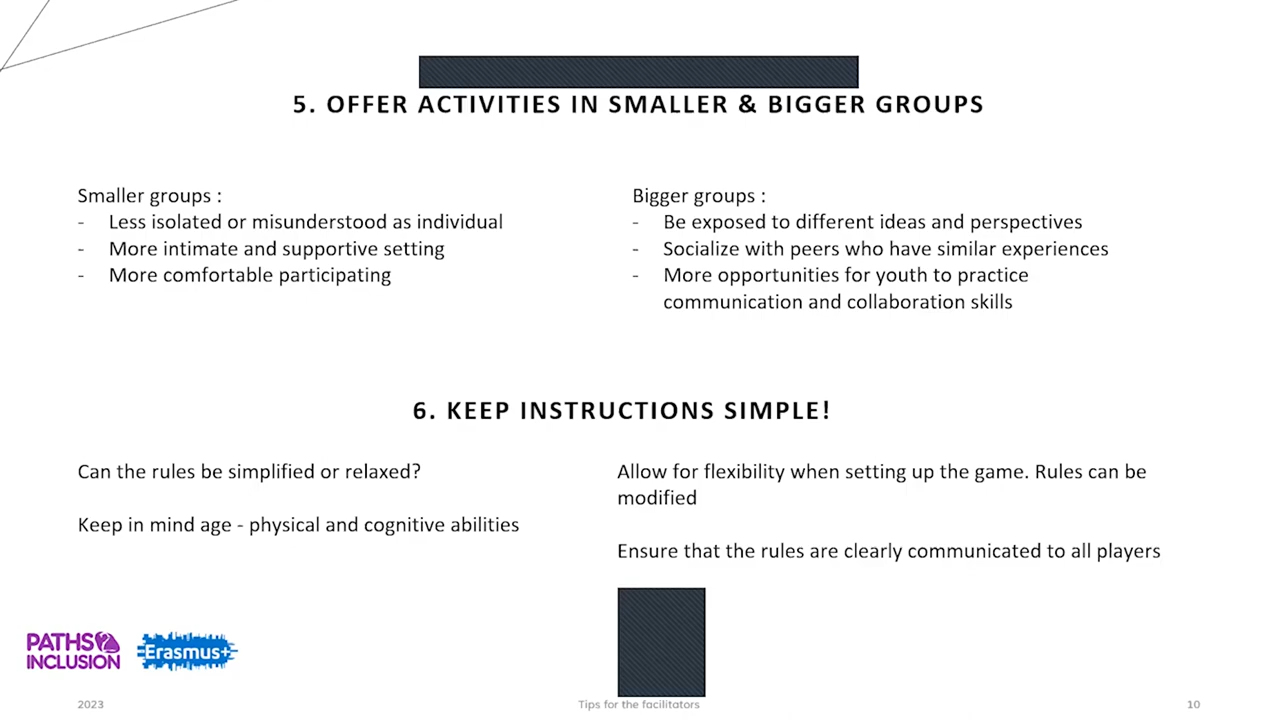 5. OFFER ACTIVITIES IN SMALLER & BIGGER GROUPS
Smaller groups :
- Less isolated or misunderstood as individual
- More intimate and supportive setting
- More comfortable participating
Bigger groups :
- Be exposed to different ideas and perspectives
- Socialize with peers who have similar experiences
- More opportunities for youth to practice
communication and collaboration skills
6. KEEP INSTRUCTIONS SIMPLE!
Can the rules be simplified or relaxed?
Keep in mind age - physical and cognitive abilities
Allow for flexibility when setting up the game. Rules can be
modified
Ensure that the rules are clearly communicated to all players
PATHS2
INCLUSION
Erasmus+
2023
Tips for the facilitators
10